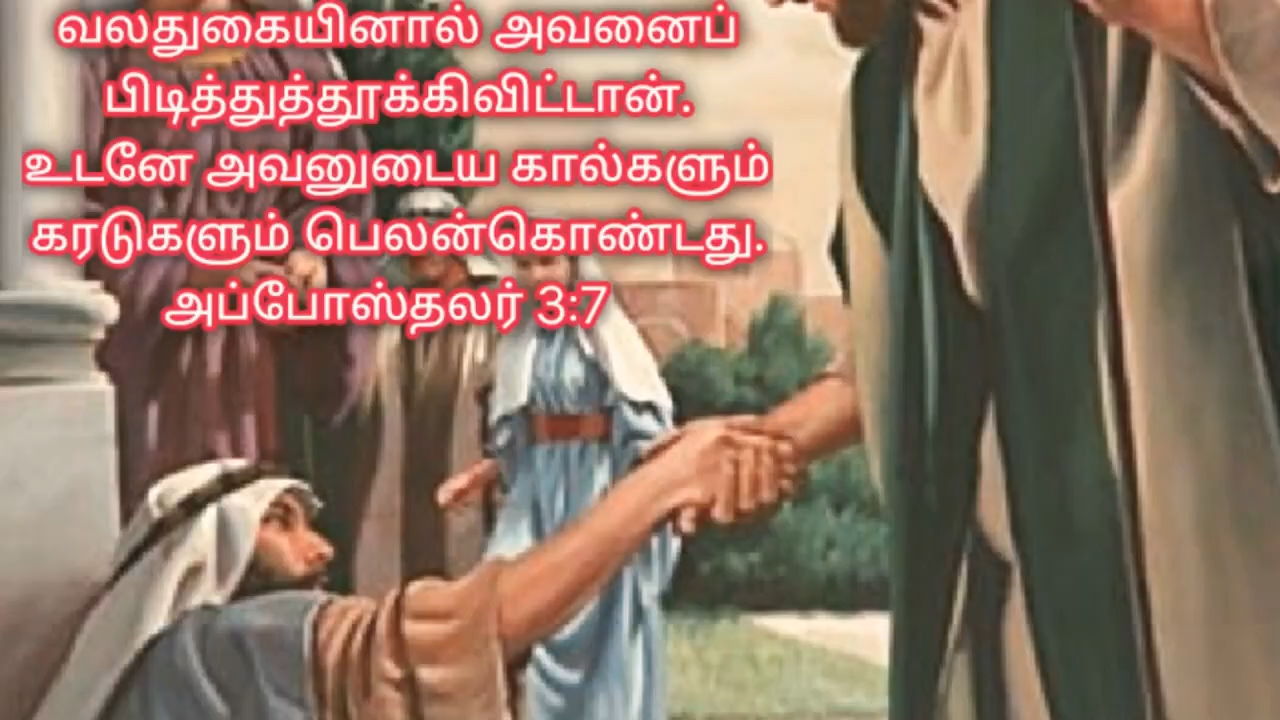 வலதுகையினால் அவனைப்
பிடித்துத்தூக்கிவிட்டான்.
உடனே அவனுடைய கால்களும்
கரடுகளும் பெலன்கொண்டது.
அப்போஸ்தலர் 3:7